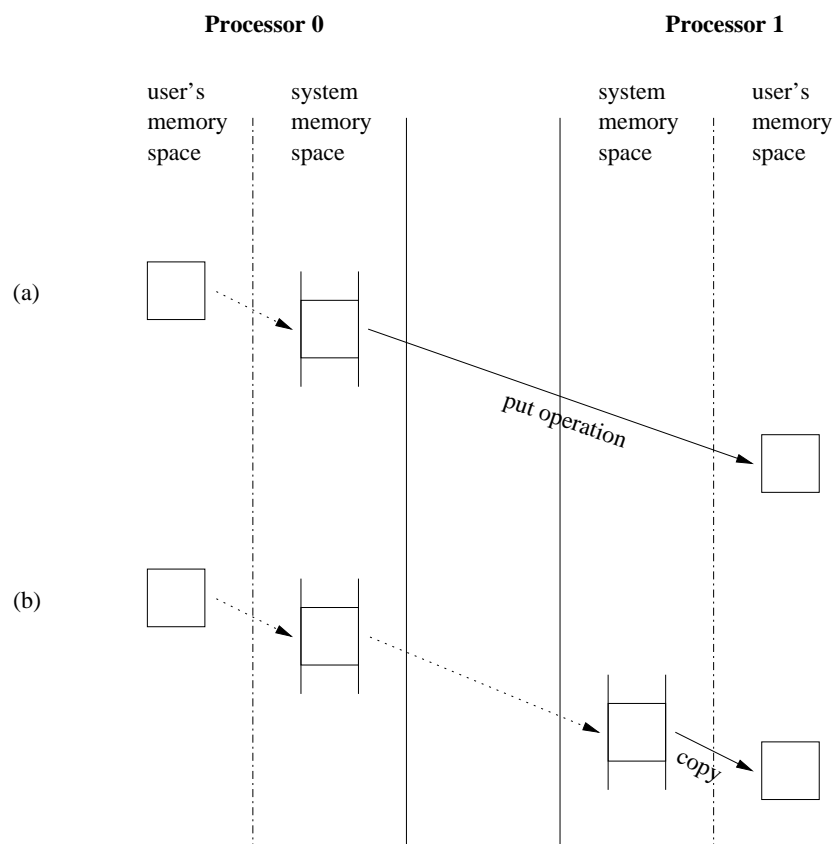 Processor 0
Processor 1
user’s
memory
space
system
memory
space
system
memory
space
user’s
memory
space
(a)
put operation
(b)
copy